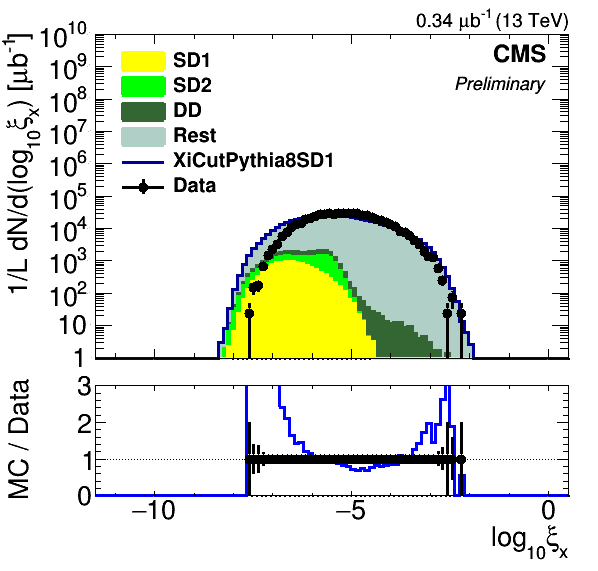 0.34 μb⁻¹ (13 TeV)
CMS
Preliminary
1/L dN/d(log₁₀ξₓ) [μb⁻¹]
10¹⁰
10⁹
10⁸
10⁷
10⁶
10⁵
10⁴
10³
10²
10
1
SD1
SD2
DD
Rest
XiCutPythia8SD1
Data
MC / Data
3
2
1
0
−10
−5
0
log₁₀ξₓ